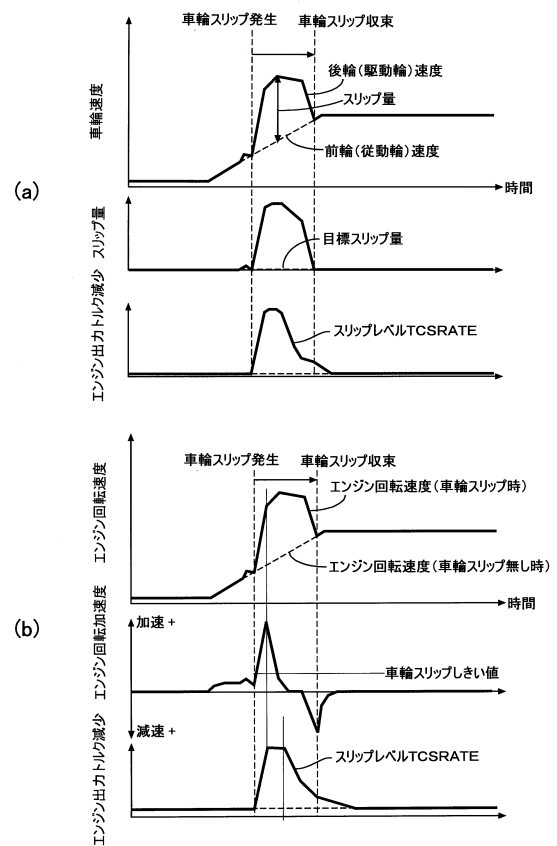 (a)
車輪スリップ発生
車輪スリップ収束
車輪速度
後輪(駆動輪)速度
スリップ量
前輪(従動輪)速度
時間
スリップ量
目標スリップ量
エンジン出力トルク減少
スリップレベルTCSRATE
(b)
車輪スリップ発生
車輪スリップ収束
エンジン回転速度
エンジン回転速度(車輪スリップ時)
エンジン回転速度(車輪スリップ無し時)
時間
エンジン回転加速度
加速+
車輪スリップしきい値
減速+
エンジン出力トルク減少
スリップレベルTCSRATE